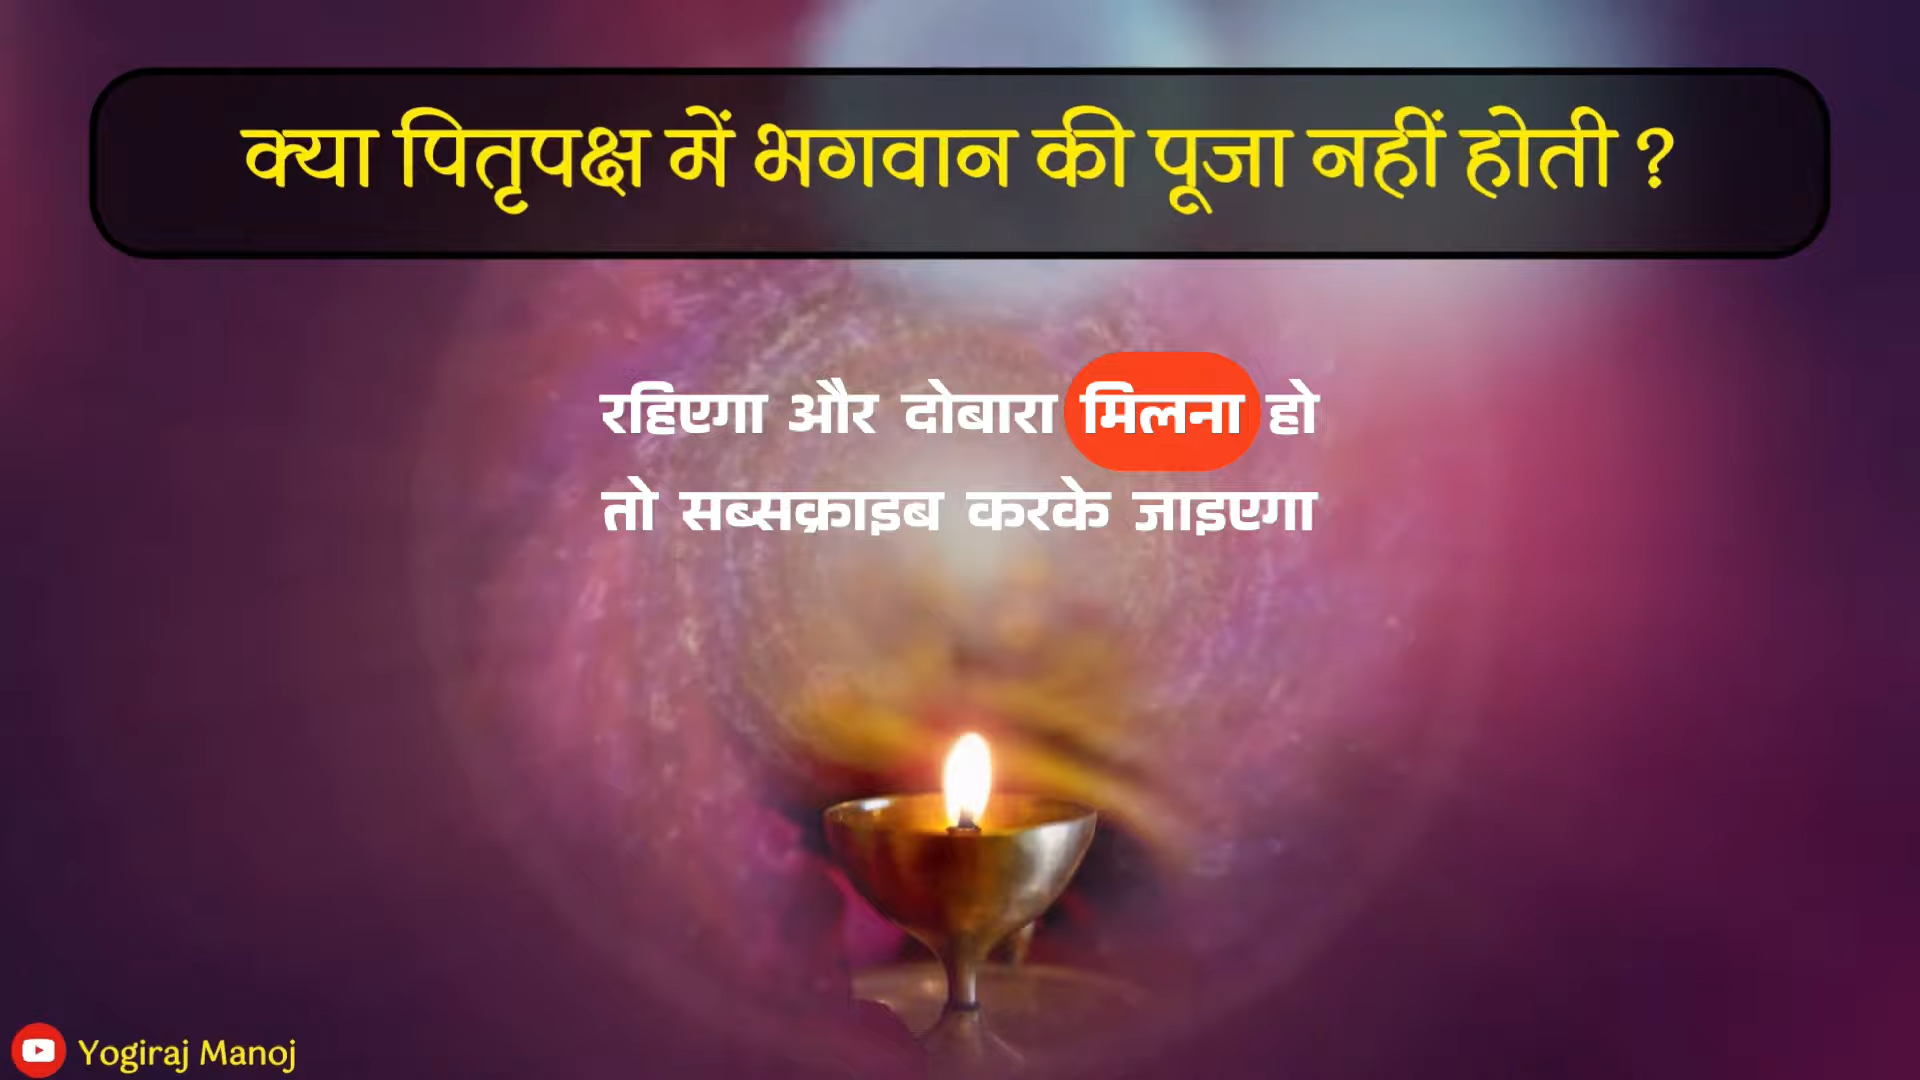 क्या पितृपक्ष में भगवान की पूजा नहीं होती ?
रहिएगा और दोबारा मिलना हो
तो सब्सक्राइब करके जाइएगा
Yogiraj Manoj